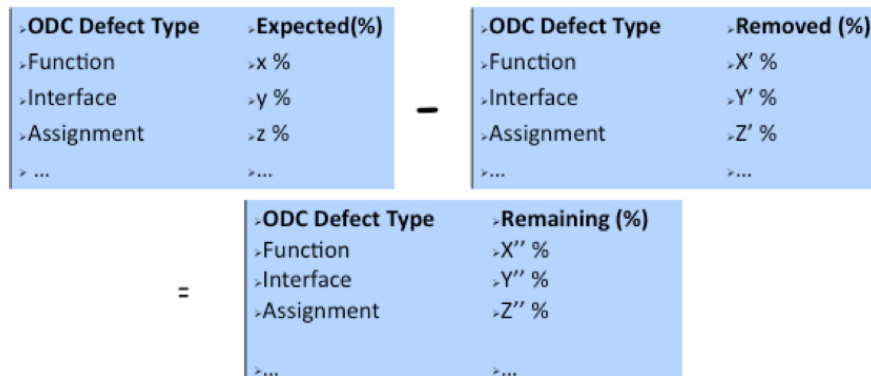 ➢ODC Defect Type ➢Expected(%)
➢Function ➢x %
➢Interface ➢y %
➢Assignment ➢z %
➢ ... ➢...
–
➢ODC Defect Type ➢Removed (%)
➢Function ➢X’ %
➢Interface ➢Y’ %
➢Assignment ➢Z’ %
➢... ➢...
=
➢ODC Defect Type ➢Remaining (%)
➢Function ➢X’’ %
➢Interface ➢Y’’ %
➢Assignment ➢Z’’ %
➢... ➢...